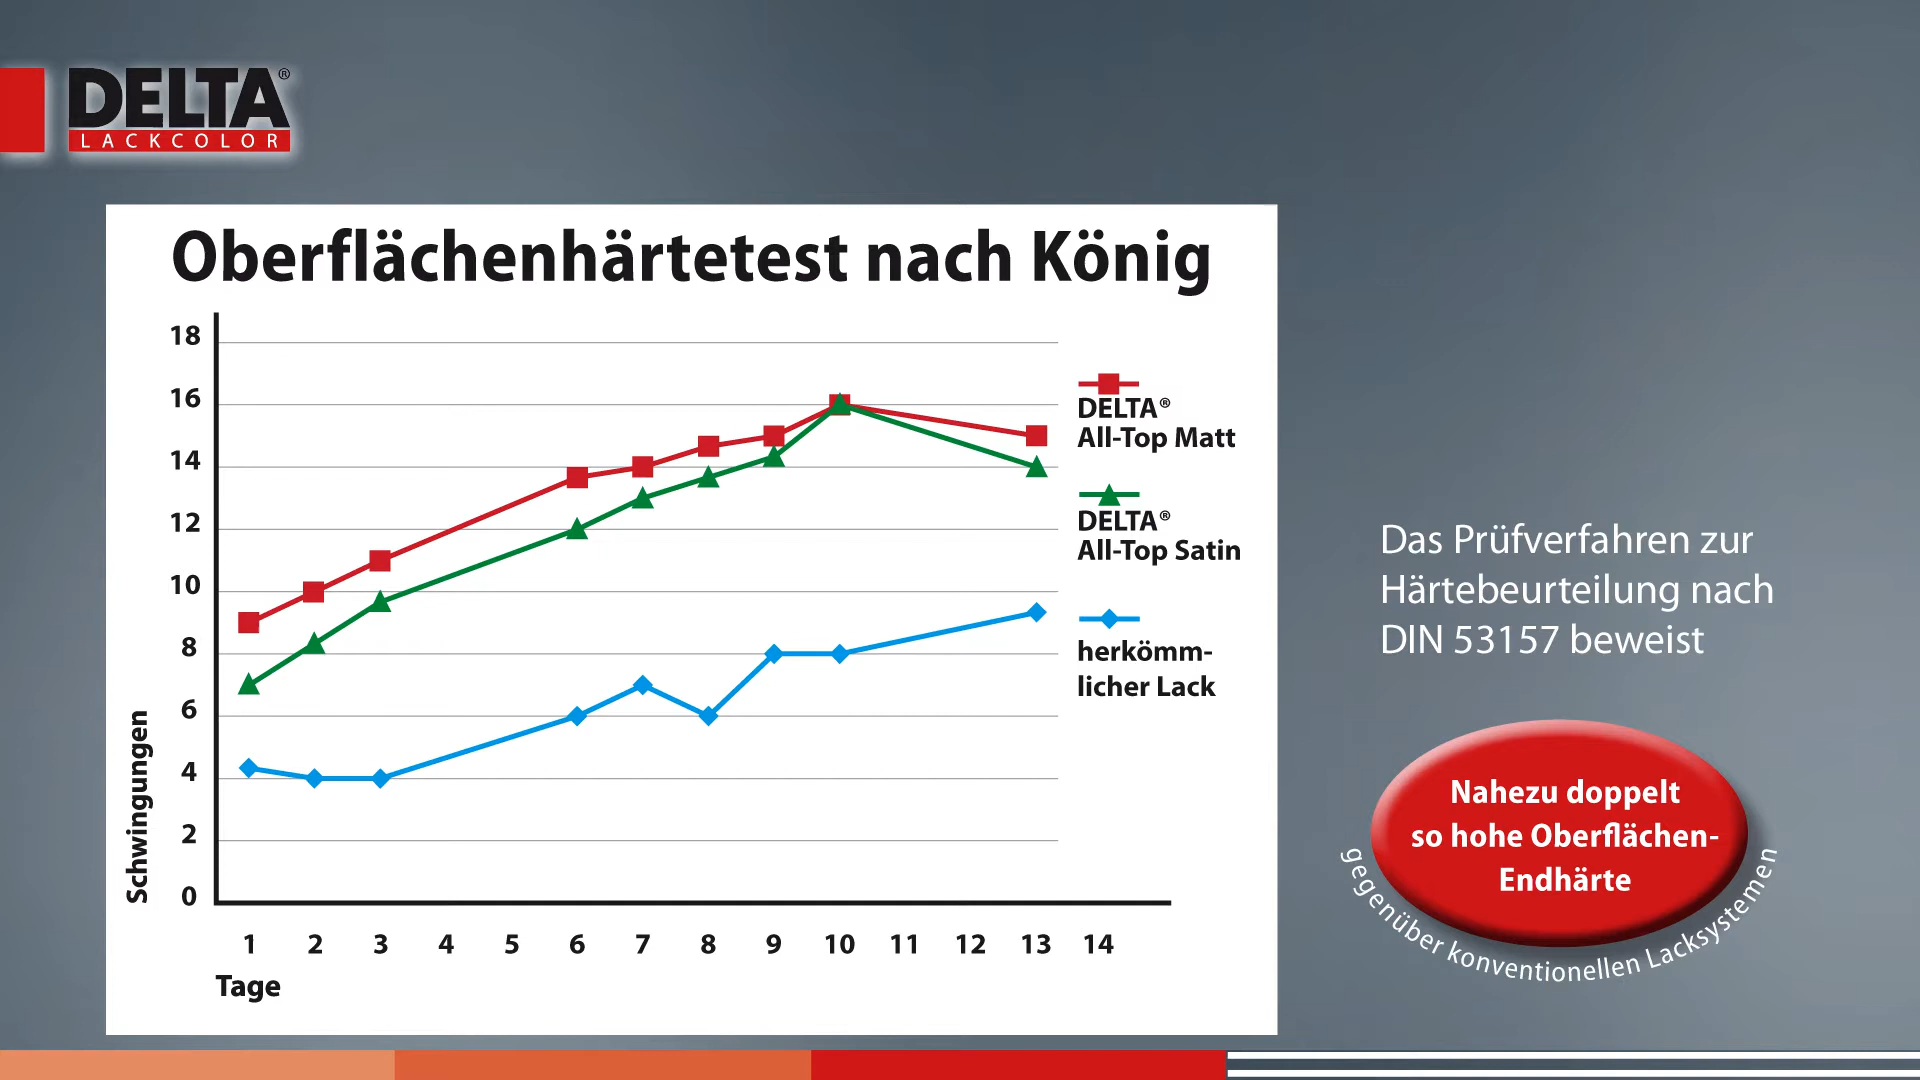 DELTA®
LACKCOLOR
Oberflächenhärtetest nach König
18
16
14
12
10
8
6
4
2
0
Schwingungen
1 2 3 4 5 6 7 8 9 10 11 12 13 14
Tage
DELTA®
All-Top Matt
DELTA®
All-Top Satin
herkömm-
licher Lack
Das Prüfverfahren zur
Härtebeurteilung nach
DIN 53157 beweist
Nahezu doppelt
so hohe Oberflächen-
Endhärte
gegenüber konventionellen Lacksystemen